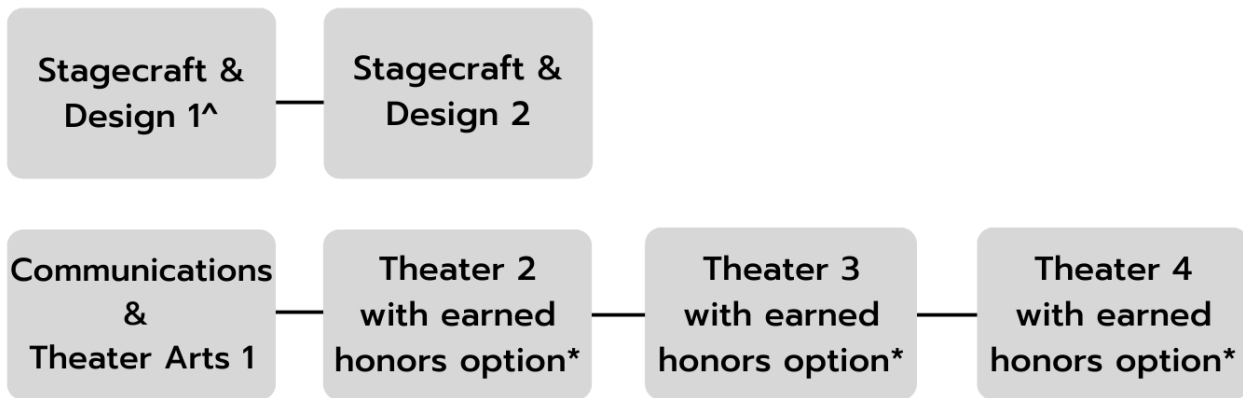 Stagecraft &
Design 1^
Stagecraft &
Design 2
Communications
&
Theater Arts 1
Theater 2
with earned
honors option*
Theater 3
with earned
honors option*
Theater 4
with earned
honors option*